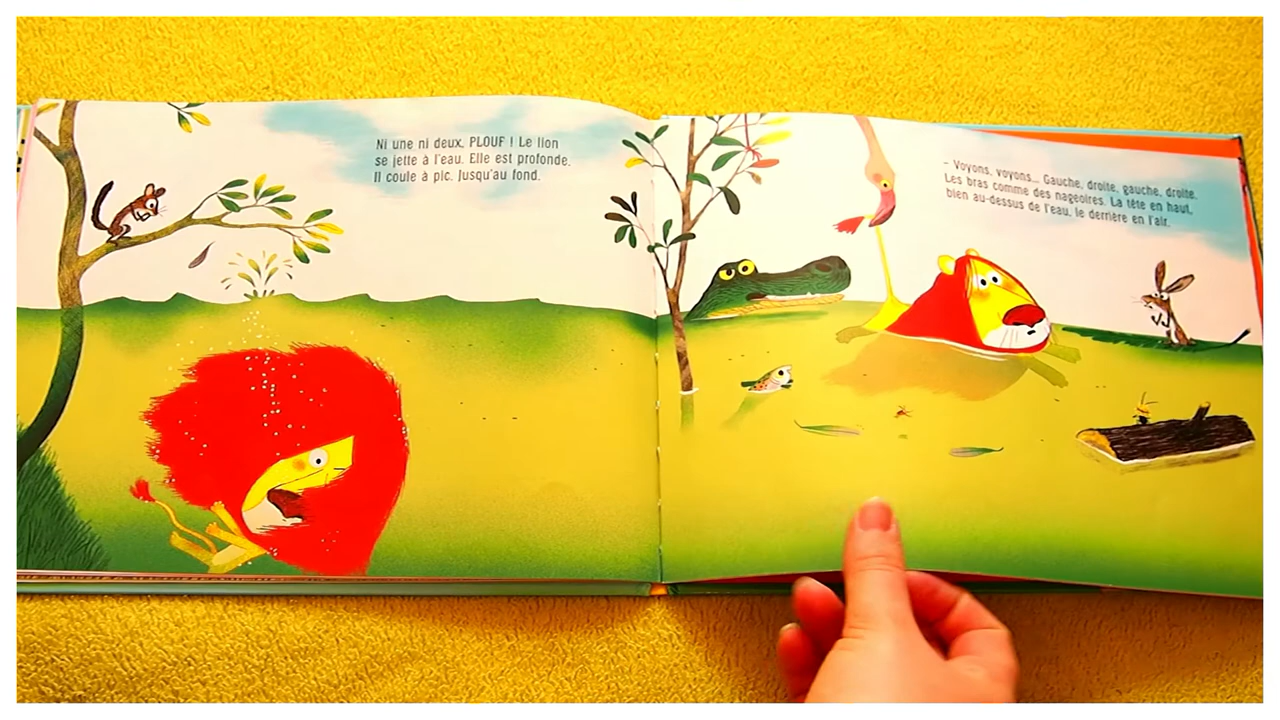 Ni une ni deux, PLOUF ! Le lion
se jette à l'eau. Elle est profonde.
Il coule à pic. Jusqu'au fond.
- Voyons, voyons... Gauche, droite, gauche, droite.
Les bras comme des nageoires. La tête en haut,
bien au-dessus de l'eau, le derrière en l'air.